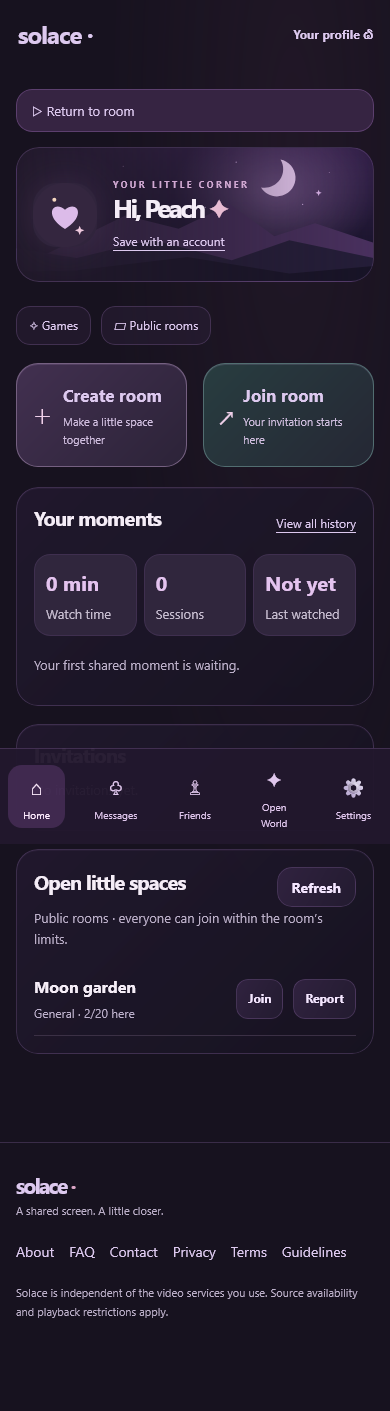 solace
Your profile
Return to room
YOUR LITTLE CORNER
Hi, Peach
Save with an account
Games
Public rooms
Create room
Make a little space
together
Join room
Your invitation starts
here
Your moments
View all history
0 min
Watch time
0
Sessions
Not yet
Last watched
Your first shared moment is waiting.
Invitations
Home
Messages
Friends
Open
World
Settings
Open little spaces
Refresh
Public rooms · everyone can join within the room's
limits.
Moon garden
General · 2/20 here
Join
Report
solace
A shared screen. A little closer.
About FAQ Contact Privacy Terms Guidelines
Solace is independent of the video services you use. Source availability
and playback restrictions apply.